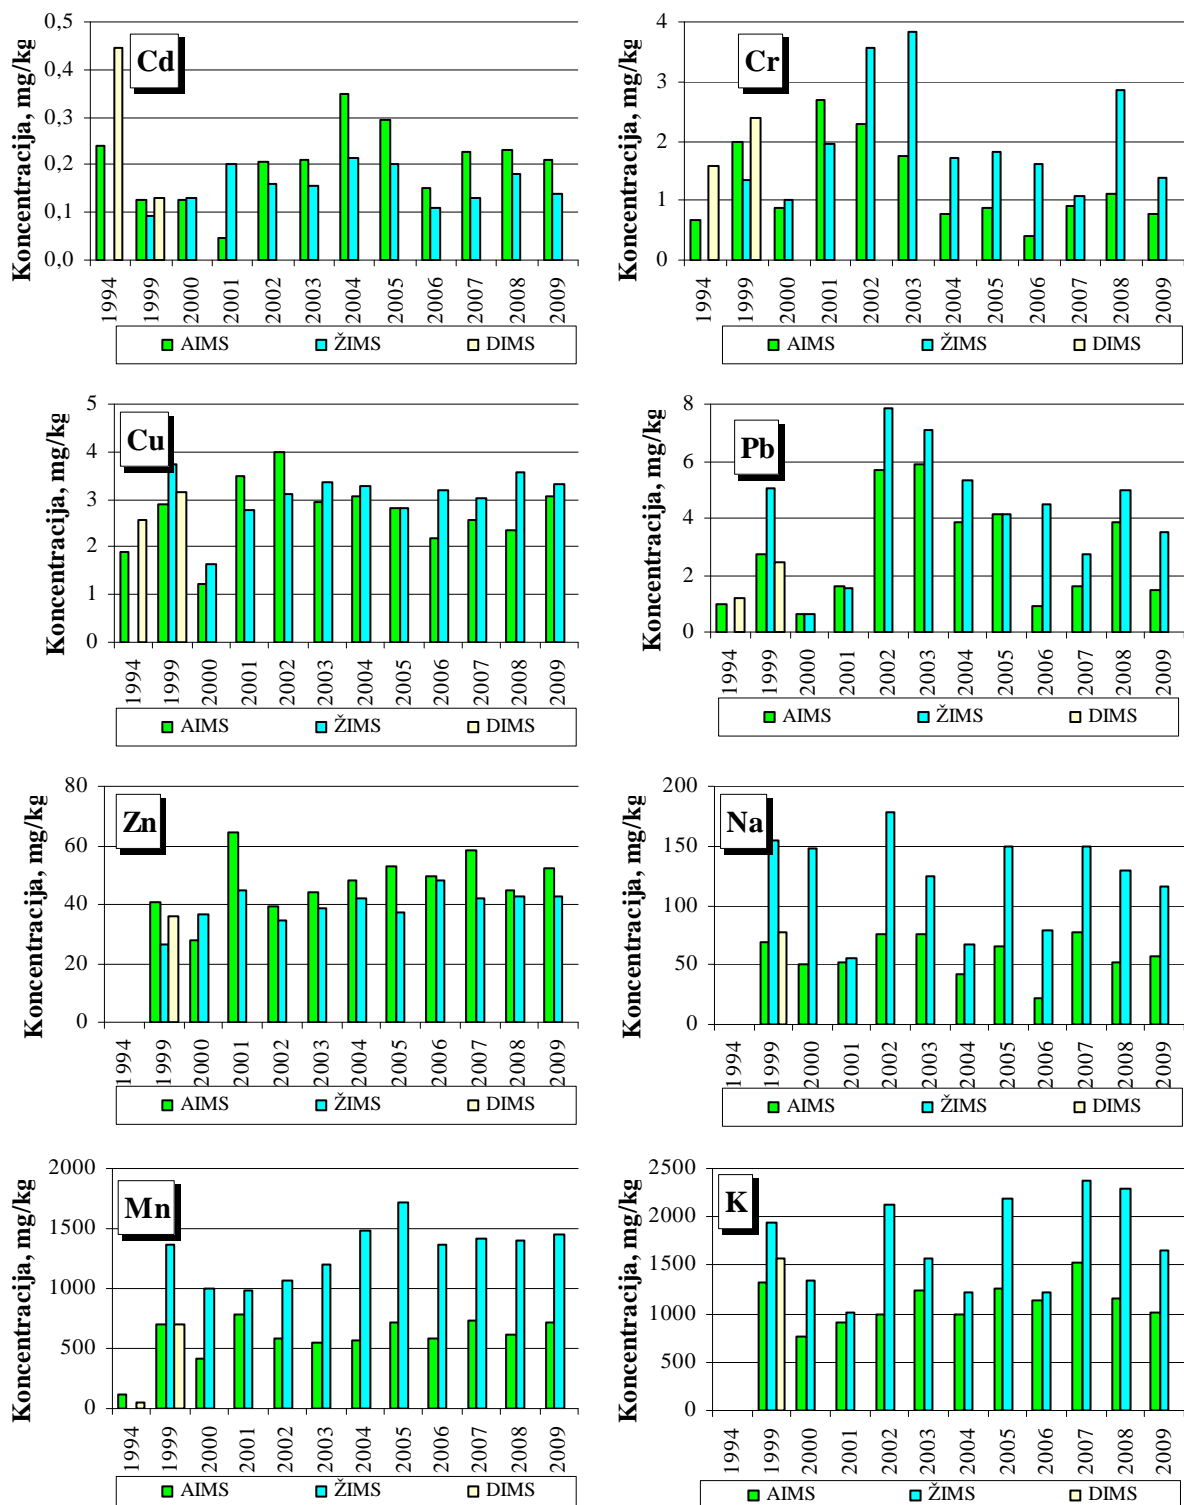 Cd
Koncentracija, mg/kg
0,5
0,4
0,3
0,2
0,1
0,0
1994 1999 2000 2001 2002 2003 2004 2005 2006 2007 2008 2009
AIMS ŽIMS DIMS
Cr
Koncentracija, mg/kg
4
3
2
1
0
1994 1999 2000 2001 2002 2003 2004 2005 2006 2007 2008 2009
AIMS ŽIMS DIMS
Cu
Koncentracija, mg/kg
5
4
3
2
1
0
1994 1999 2000 2001 2002 2003 2004 2005 2006 2007 2008 2009
AIMS ŽIMS DIMS
Pb
Koncentracija, mg/kg
8
6
4
2
0
1994 1999 2000 2001 2002 2003 2004 2005 2006 2007 2008 2009
AIMS ŽIMS DIMS
Zn
Koncentracija, mg/kg
80
60
40
20
0
1994 1999 2000 2001 2002 2003 2004 2005 2006 2007 2008 2009
AIMS ŽIMS DIMS
Na
Koncentracija, mg/kg
200
150
100
50
0
1994 1999 2000 2001 2002 2003 2004 2005 2006 2007 2008 2009
AIMS ŽIMS DIMS
Mn
Koncentracija, mg/kg
2000
1500
1000
500
0
1994 1999 2000 2001 2002 2003 2004 2005 2006 2007 2008 2009
AIMS ŽIMS DIMS
K
Koncentracija, mg/kg
2500
2000
1500
1000
500
0
1994 1999 2000 2001 2002 2003 2004 2005 2006 2007 2008 2009
AIMS ŽIMS DIMS